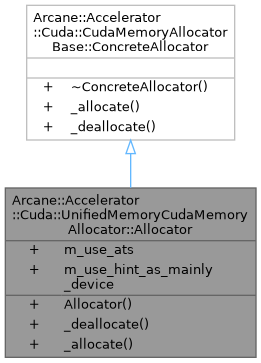 Arcane::Accelerator
::Cuda::CudaMemoryAllocator
Base::ConcreteAllocator
+ ~ConcreteAllocator()
+ _allocate()
+ _deallocate()
Arcane::Accelerator
::Cuda::UnifiedMemoryCudaMemory
Allocator::Allocator
+ m_use_ats
+ m_use_hint_as_mainly
_device
+ Allocator()
+ _deallocate()
+ _allocate()